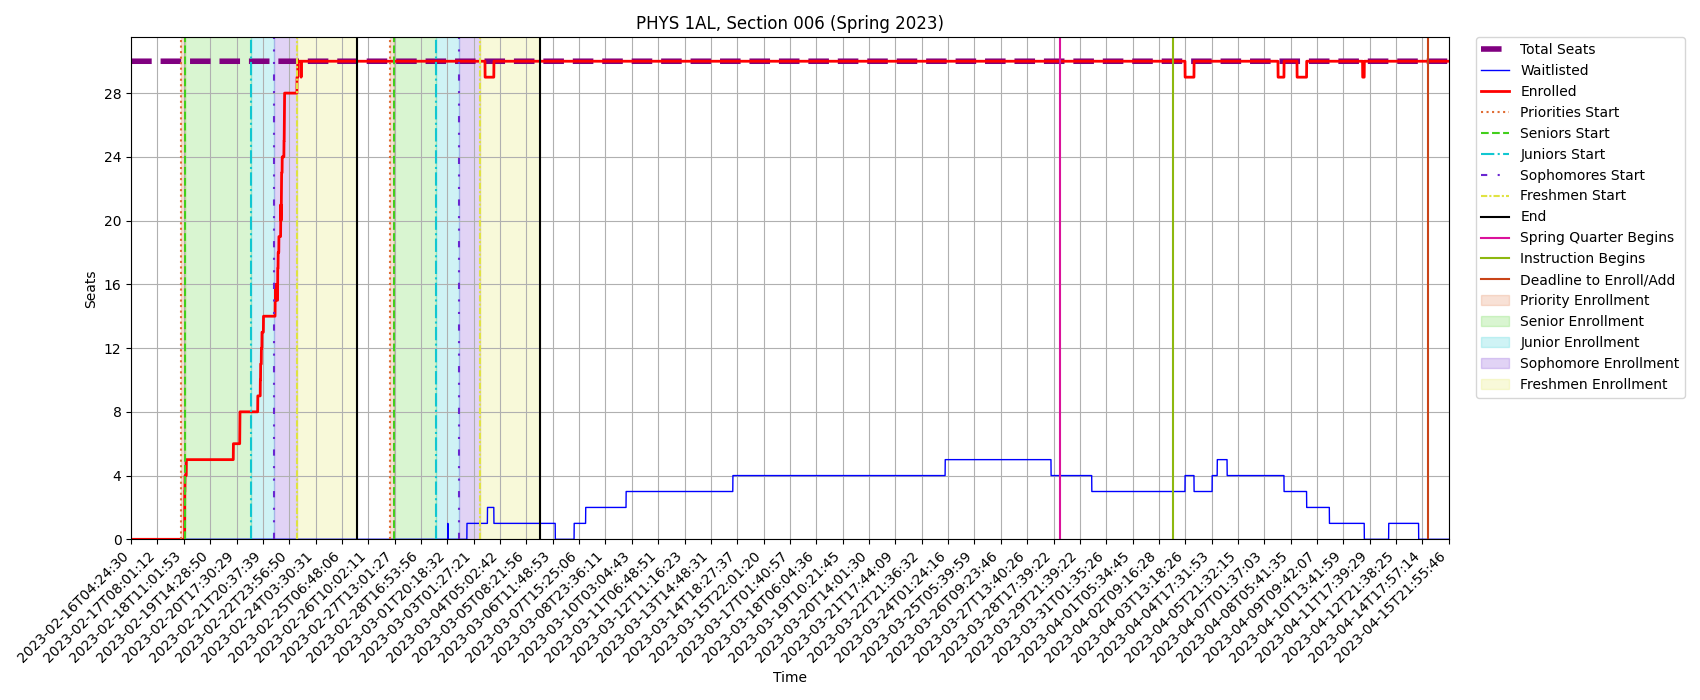 PHYS 1AL, Section 006 (Spring 2023)
Seats
28
24
20
16
12
8
4
0
2023-02-16T04:24:30
2023-02-17T08:01:12
2023-02-18T11:01:53
2023-02-19T14:28:50
2023-02-20T17:30:29
2023-02-21T20:37:39
2023-02-22T23:56:50
2023-02-24T03:30:31
2023-02-25T06:48:06
2023-02-26T10:02:11
2023-02-27T13:01:27
2023-02-28T16:53:56
2023-03-01T20:18:32
2023-03-03T01:27:21
2023-03-04T05:02:42
2023-03-05T08:21:56
2023-03-06T11:48:53
2023-03-07T15:25:06
2023-03-08T23:36:11
2023-03-10T03:04:43
2023-03-11T06:48:51
2023-03-12T11:16:23
2023-03-13T14:48:31
2023-03-14T18:27:37
2023-03-15T22:01:20
2023-03-17T01:40:57
2023-03-18T06:04:36
2023-03-19T10:21:45
2023-03-20T14:01:30
2023-03-21T17:44:09
2023-03-22T21:36:32
2023-03-24T01:24:16
2023-03-25T05:39:59
2023-03-26T09:23:46
2023-03-27T13:40:26
2023-03-28T17:39:22
2023-03-29T21:39:22
2023-03-31T01:35:26
2023-04-01T05:34:45
2023-04-02T09:16:28
2023-04-03T13:18:26
2023-04-04T17:31:53
2023-04-05T21:32:15
2023-04-07T01:37:03
2023-04-08T05:41:35
2023-04-09T09:42:07
2023-04-10T13:41:59
2023-04-11T17:39:29
2023-04-12T21:38:25
2023-04-14T17:57:14
2023-04-15T21:55:46
Time
Total Seats
Waitlisted
Enrolled
Priorities Start
Seniors Start
Juniors Start
Sophomores Start
Freshmen Start
End
Spring Quarter Begins
Instruction Begins
Deadline to Enroll/Add
Priority Enrollment
Senior Enrollment
Junior Enrollment
Sophomore Enrollment
Freshmen Enrollment